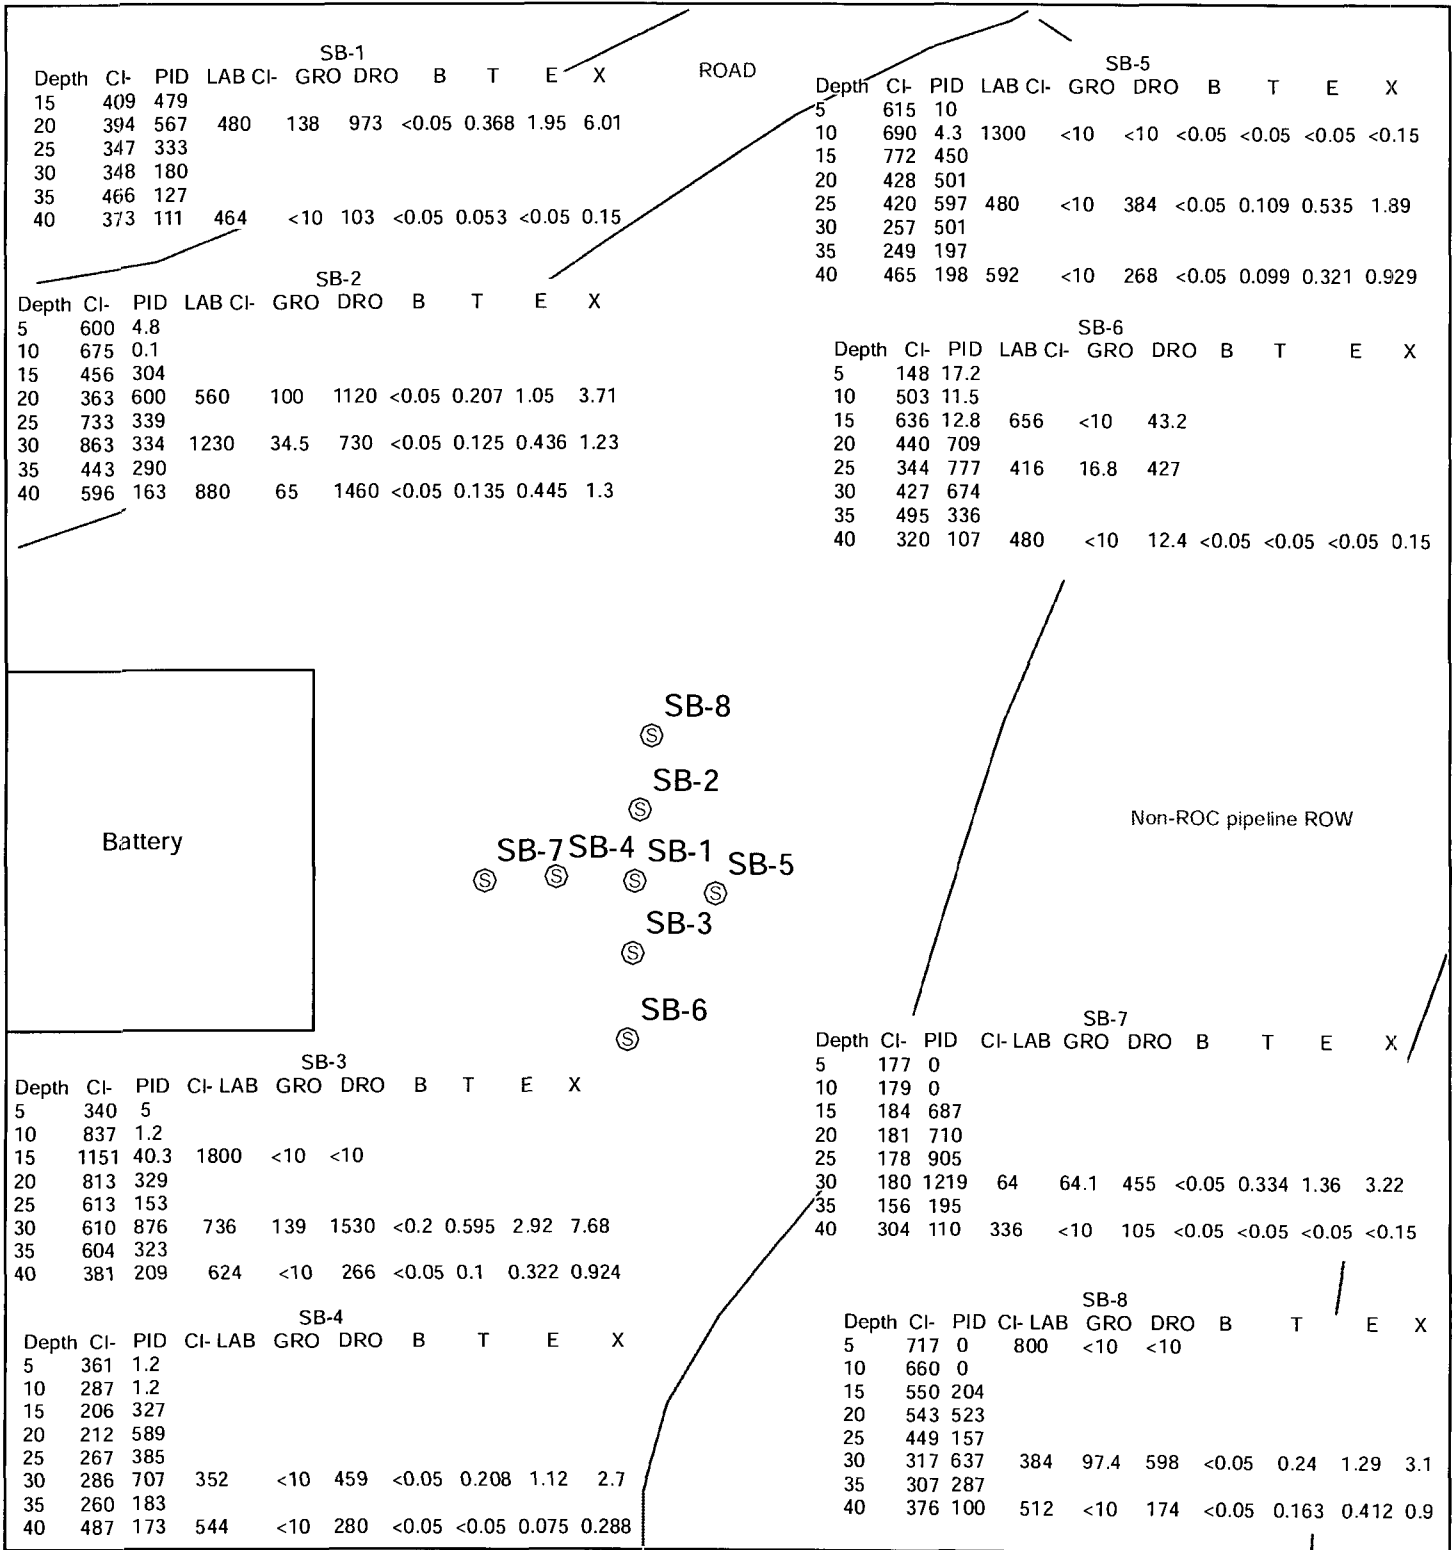 SB-1
Depth Cl- PID LAB Cl- GRO DRO B T E X
15 409 479
20 394 567 480 138 973 <0.05 0.368 1.95 6.01
25 347 333
30 348 180
35 466 127
40 373 111 464 <10 103 <0.05 0.053 <0.05 0.15
ROAD
SB-5
Depth Cl- PID LAB Cl- GRO DRO B T E X
5 615 10
10 690 4.3 1300 <10 <10 <0.05 <0.05 <0.05 <0.15
15 772 450
20 428 501
25 420 597 480 <10 384 <0.05 0.109 0.535 1.89
30 257 501
35 249 197
40 465 198 592 <10 268 <0.05 0.099 0.321 0.929
SB-2
Depth Cl- PID LAB Cl- GRO DRO B T E X
5 600 4.8
10 675 0.1
15 456 304
20 363 600 560 100 1120 <0.05 0.207 1.05 3.71
25 733 339
30 863 334 1230 34.5 730 <0.05 0.125 0.436 1.23
35 443 290
40 596 163 880 65 1460 <0.05 0.135 0.445 1.3
SB-6
Depth Cl- PID LAB Cl- GRO DRO B T E X
5 148 17.2
10 503 11.5
15 636 12.8 656 <10 43.2
20 440 709
25 344 777 416 16.8 427
30 427 674
35 495 336
40 320 107 480 <10 12.4 <0.05 <0.05 <0.05 0.15
SB-8
S
SB-2
S
Battery
Non-ROC pipeline ROW
SB-7 SB-4 SB-1 SB-5
S S S S
SB-3
S
SB-6
S
SB-3
Depth Cl- PID Cl- LAB GRO DRO B T E X
5 340 5
10 837 1.2
15 1151 40.3 1800 <10 <10
20 813 329
25 613 153
30 610 876 736 139 1530 <0.2 0.595 2.92 7.68
35 604 323
40 381 209 624 <10 266 <0.05 0.1 0.322 0.924
SB-7
Depth Cl- PID Cl- LAB GRO DRO B T E X
5 177 0
10 179 0
15 184 687
20 181 710
25 178 905
30 180 1219 64 64.1 455 <0.05 0.334 1.36 3.22
35 156 195
40 304 110 336 <10 105 <0.05 <0.05 <0.05 <0.15
SB-4
Depth Cl- PID Cl- LAB GRO DRO B T E X
5 361 1.2
10 287 1.2
15 206 327
20 212 589
25 267 385
30 286 707 352 <10 459 <0.05 0.208 1.12 2.7
35 260 183
40 487 173 544 <10 280 <0.05 <0.05 0.075 0.288
SB-8
Depth Cl- PID Cl- LAB GRO DRO B T E X
5 717 0 800 <10 <10
10 660 0
15 550 204
20 543 523
25 449 157
30 317 637 384 97.4 598 <0.05 0.24 1.29 3.1
35 307 287
40 376 100 512 <10 174 <0.05 0.163 0.412 0.9